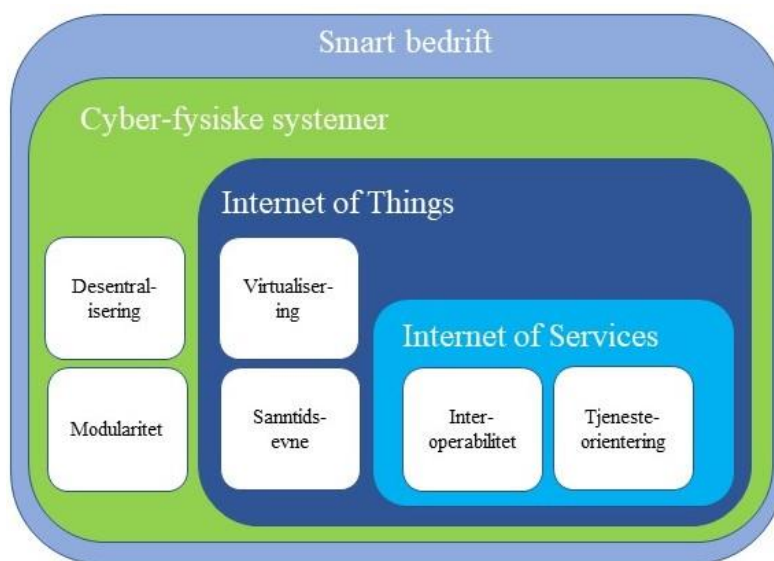 Smart bedrift
Cyber-fysiske systemer
Internet of Things
Desentral-
isering
Virtualiser-
ing
Internet of Services
Modularitet
Sanntids-
evne
Inter-
operabilitet
Tjeneste-
orientering